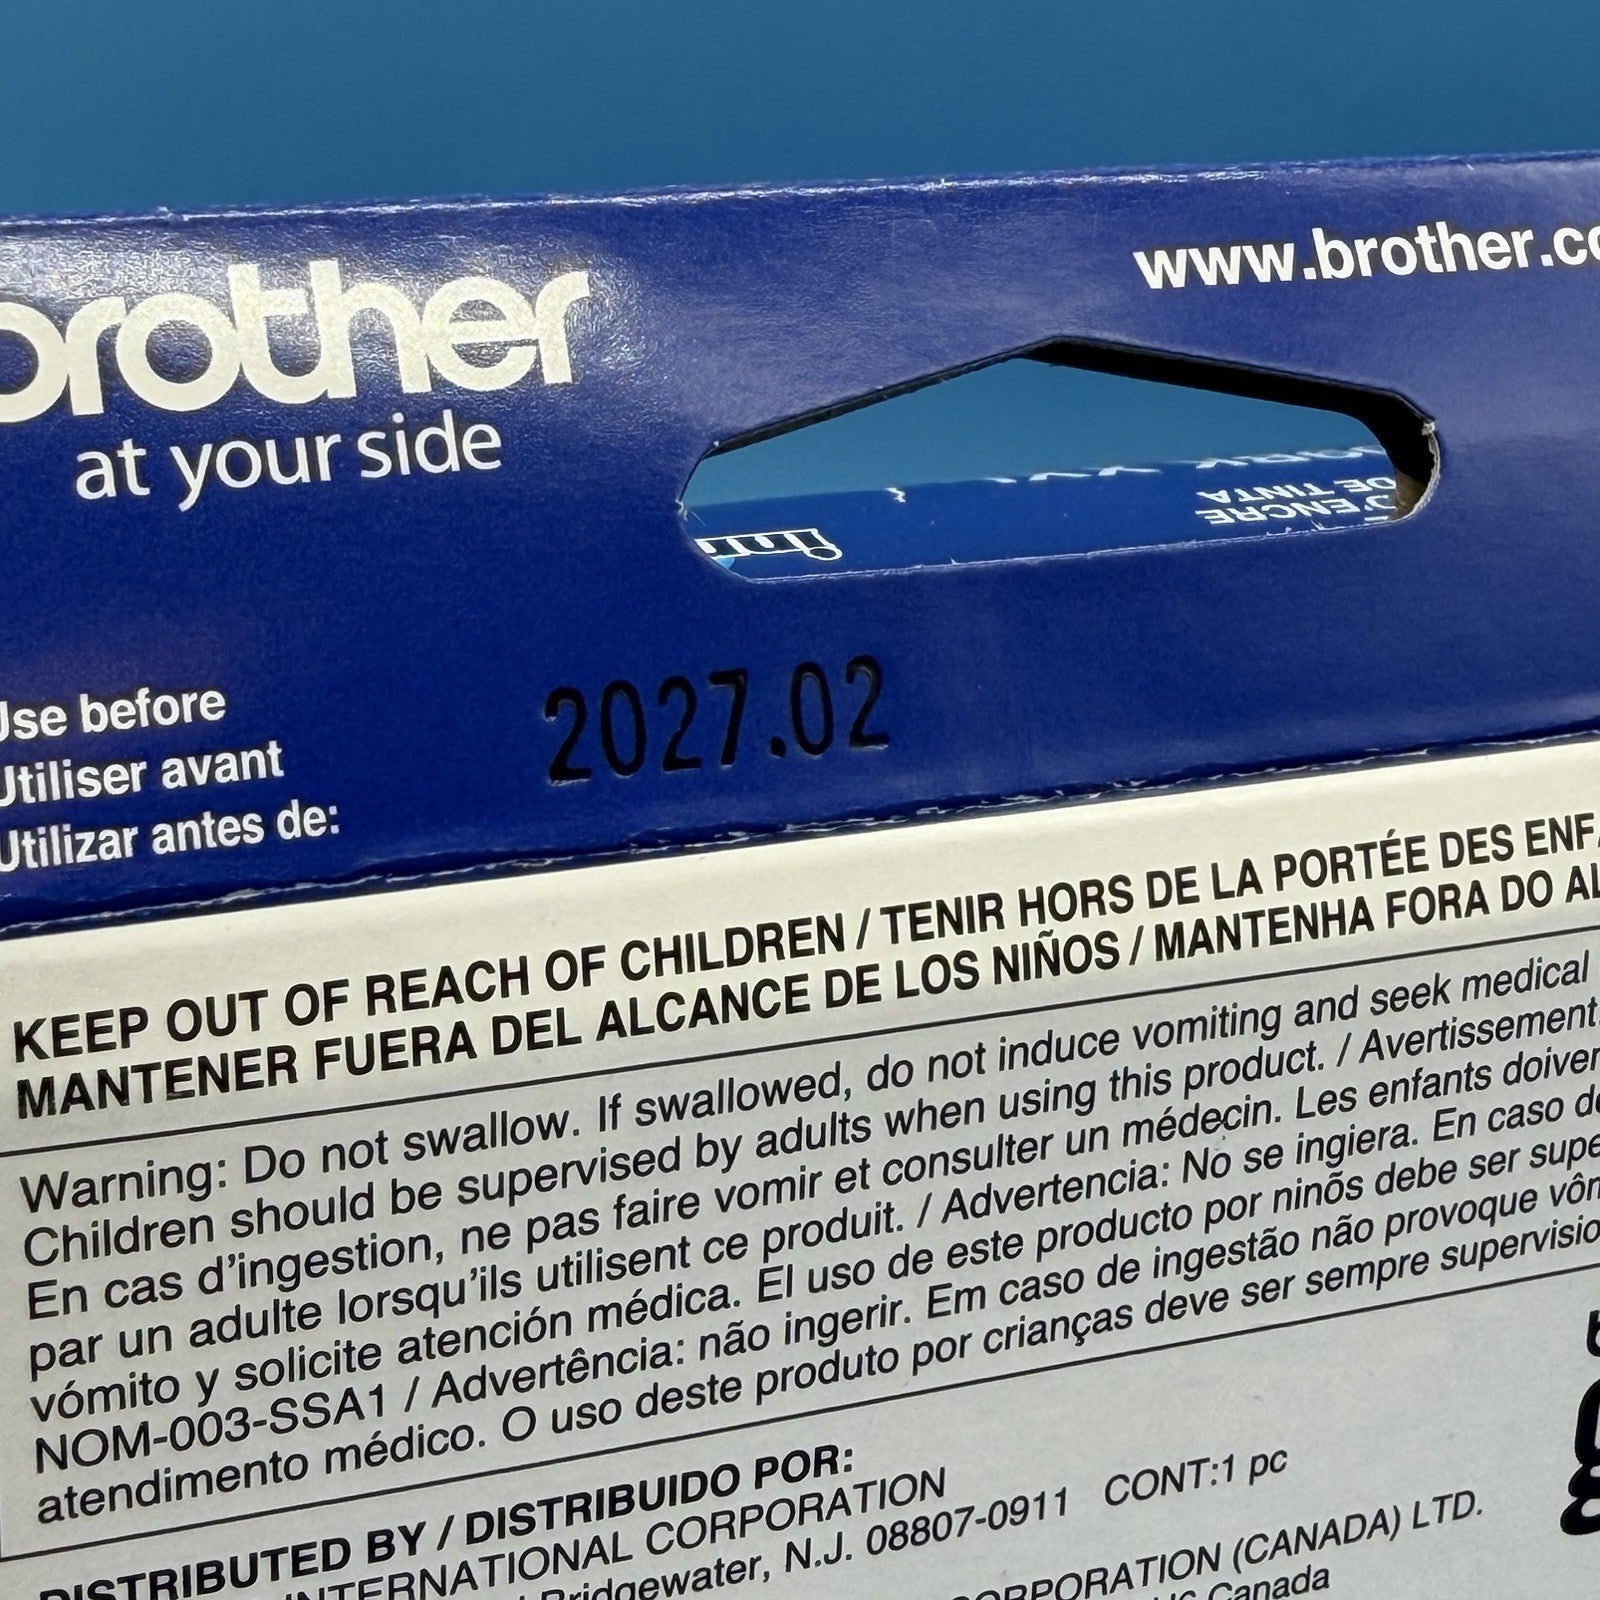 brother
at your side
www.brother.co
Use before
Utiliser avant
Utilizar antes de:
2027.02
D'ENCRE
DE TINTA
KEEP OUT OF REACH OF CHILDREN / TENIR HORS DE LA PORTÉE DES ENFA
MANTENER FUERA DEL ALCANCE DE LOS NIÑOS / MANTENHA FORA DO AL
Warning: Do not swallow. If swallowed, do not induce vomiting and seek medical
Children should be supervised by adults when using this product. / Avertissement:
En cas d'ingestion, ne pas faire vomir et consulter un médecin. Les enfants doiven
par un adulte lorsqu'ils utilisent ce produit. / Advertencia: No se ingiera. En caso de
vómito y solicite atención médica. El uso de este producto por ninõs debe ser supe
NOM-003-SSA1 / Advertência: não ingerir. Em caso de ingestão não provoque vôm
atendimento médico. O uso deste produto por crianças deve ser sempre supervisio
DISTRIBUTED BY / DISTRIBUIDO POR:
INTERNATIONAL CORPORATION
Bridgewater, N.J. 08807-0911 CONT:1 pc
CORPORATION (CANADA) LTD.
Canada